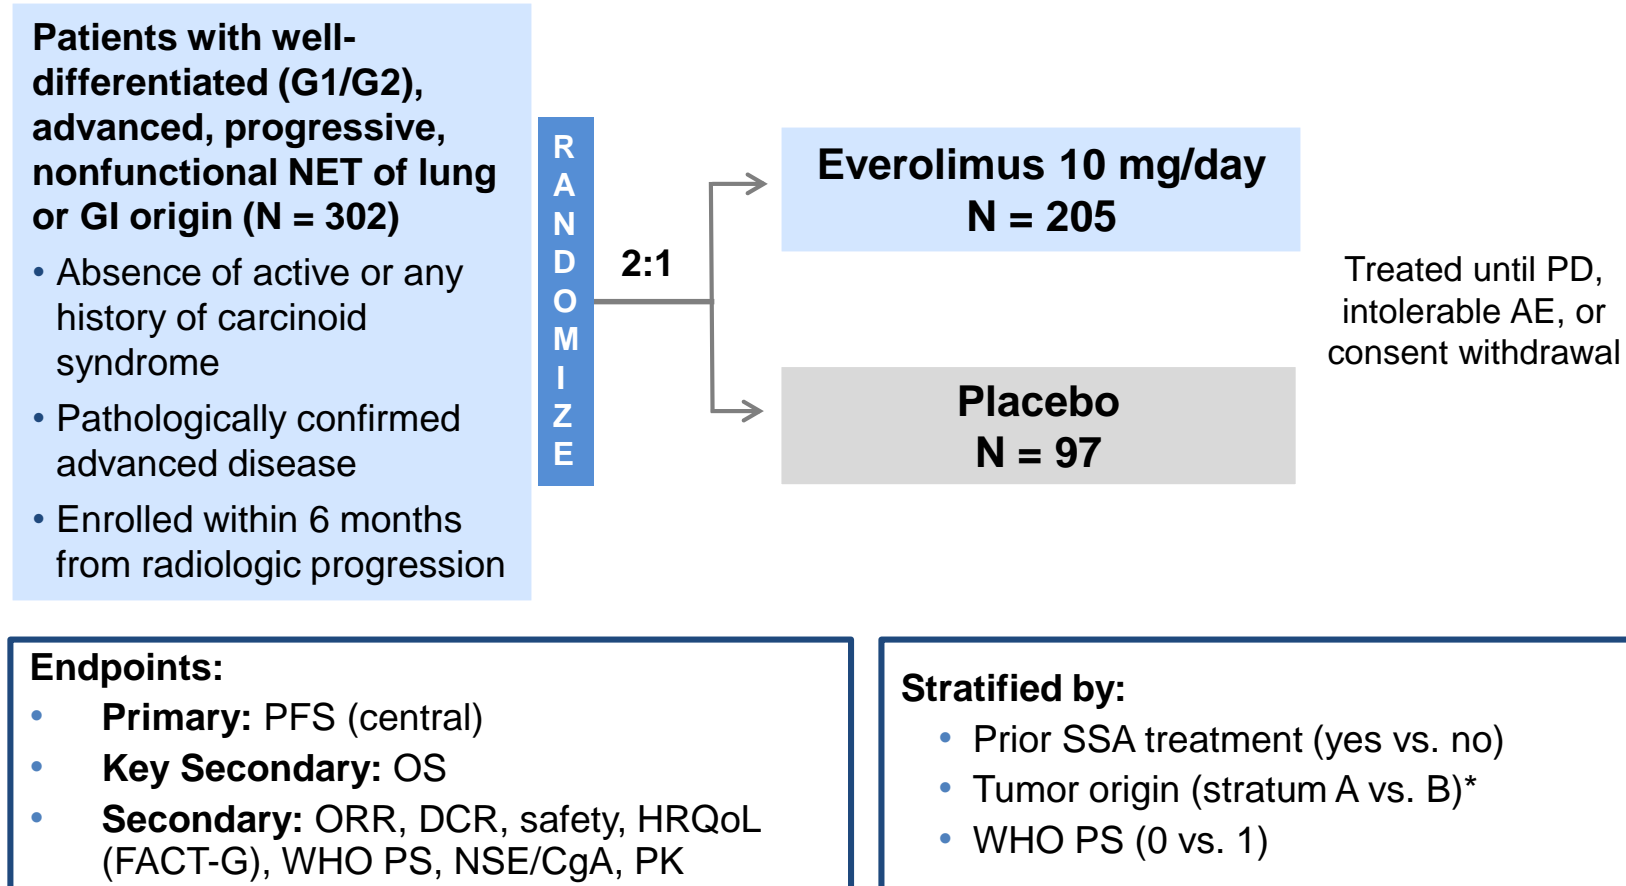 Patients with well-
differentiated (G1/G2),
advanced, progressive,
nonfunctional NET of lung
or GI origin (N = 302)
• Absence of active or any
history of carcinoid
syndrome
• Pathologically confirmed
advanced disease
• Enrolled within 6 months
from radiologic progression
R
A
N
D
O
M
I
Z
E
2:1
Everolimus 10 mg/day
N = 205
Placebo
N = 97
Treated until PD,
intolerable AE, or
consent withdrawal
Endpoints:
• Primary: PFS (central)
• Key Secondary: OS
• Secondary: ORR, DCR, safety, HRQoL
(FACT-G), WHO PS, NSE/CgA, PK
Stratified by:
• Prior SSA treatment (yes vs. no)
• Tumor origin (stratum A vs. B)*
• WHO PS (0 vs. 1)